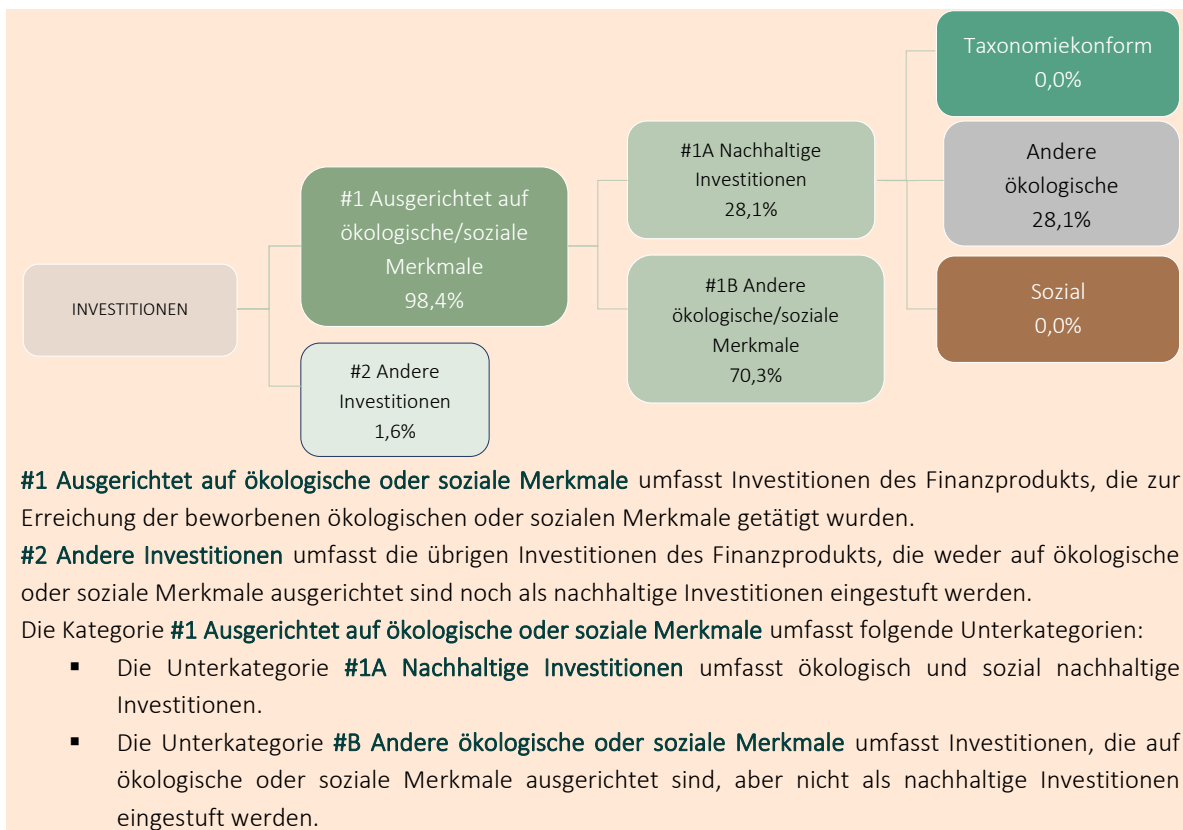 INVESTITIONEN
#1 Ausgerichtet auf
ökologische/soziale
Merkmale
98,4%
#2 Andere
Investitionen
1,6%
#1A Nachhaltige
Investitionen
28,1%
#1B Andere
ökologische/soziale
Merkmale
70,3%
Taxonomiekonform
0,0%
Andere
ökologische
28,1%
Sozial
0,0%
#1 Ausgerichtet auf ökologische oder soziale Merkmale umfasst Investitionen des Finanzprodukts, die zur
Erreichung der beworbenen ökologischen oder sozialen Merkmale getätigt wurden.
#2 Andere Investitionen umfasst die übrigen Investitionen des Finanzprodukts, die weder auf ökologische
oder soziale Merkmale ausgerichtet sind noch als nachhaltige Investitionen eingestuft werden.
Die Kategorie #1 Ausgerichtet auf ökologische oder soziale Merkmale umfasst folgende Unterkategorien:
▪ Die Unterkategorie #1A Nachhaltige Investitionen umfasst ökologisch und sozial nachhaltige
Investitionen.
▪ Die Unterkategorie #B Andere ökologische oder soziale Merkmale umfasst Investitionen, die auf
ökologische oder soziale Merkmale ausgerichtet sind, aber nicht als nachhaltige Investitionen
eingestuft werden.